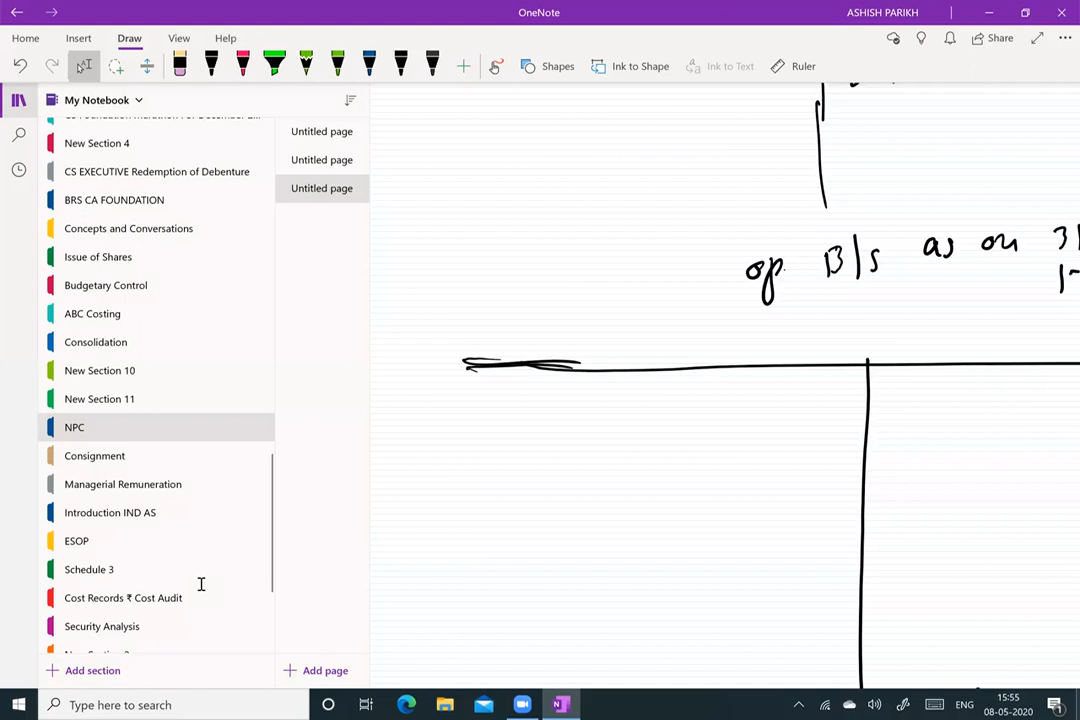 OneNote
ASHISH PARIKH
Home Insert Draw View Help
Share
Shapes Ink to Shape Ink to Text Ruler
My Notebook
New Section 4
CS EXECUTIVE Redemption of Debenture
BRS CA FOUNDATION
Concepts and Conversations
Issue of Shares
Budgetary Control
ABC Costing
Consolidation
New Section 10
New Section 11
NPC
Consignment
Managerial Remuneration
Introduction IND AS
ESOP
Schedule 3
Cost Records ₹ Cost Audit
Security Analysis
Add section
Untitled page
Untitled page
Untitled page
Add page
op. B/S as on
Type here to search
ENG
15:55
08-05-2020
1